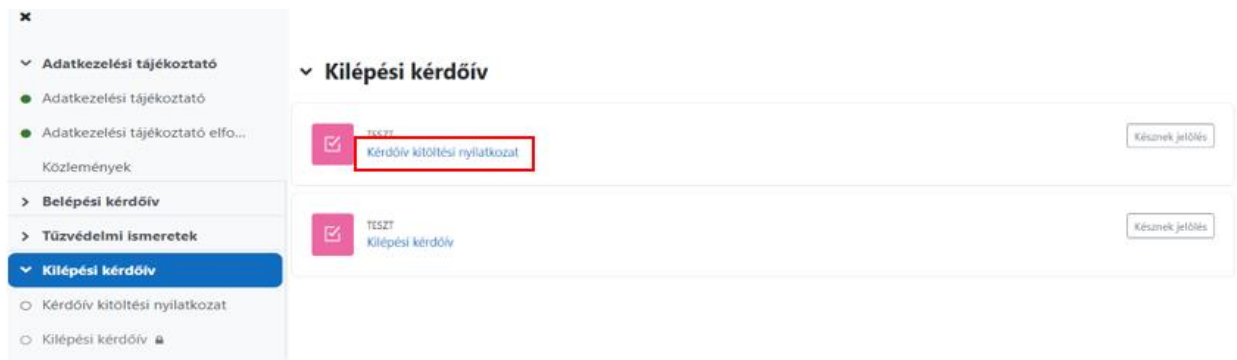 Adatkezelési tájékoztató
Adatkezelési tájékoztató
Adatkezelési tájékoztató elfo...
Közlemények
Belépési kérdőív
Tűzvédelmi ismeretek
Kilépési kérdőív
Kérdőív kitöltési nyilatkozat
Kilépési kérdőív
Kilépési kérdőív
TESZT
Kérdőív kitöltési nyilatkozat
Késznek jelölés
TESZT
Kilépési kérdőív
Késznek jelölés